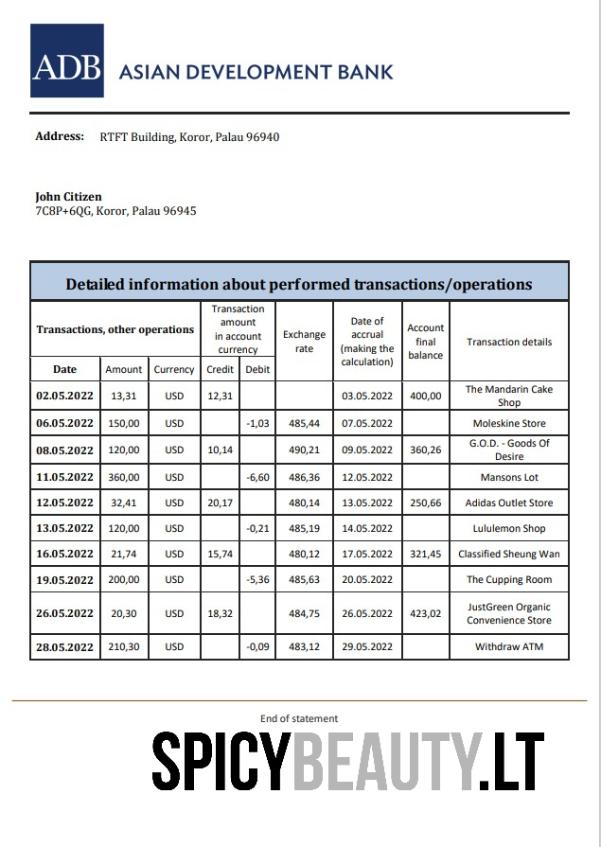 ADB ASIAN DEVELOPMENT BANK
Address: RTFT Building, Koror, Palau 96940
John Citizen
7C8P+6QG, Koror, Palau 96945
Detailed information about performed transactions/operations
Transactions, other operations
Transaction
amount
in account
currency
Exchange
rate
Date of
accrual
(making the
calculation)
Account
final
balance
Transaction details
Date Amount Currency Credit Debit
02.05.2022 13,31 USD 12,31 03.05.2022 400,00 The Mandarin Cake
Shop
06.05.2022 150,00 USD -1,03 485,44 07.05.2022 Moleskine Store
08.05.2022 120,00 USD 10,14 490,21 09.05.2022 360,26 G.O.D. - Goods Of
Desire
11.05.2022 360,00 USD -6,60 486,36 12.05.2022 Mansons Lot
12.05.2022 32,41 USD 20,17 480,14 13.05.2022 250,66 Adidas Outlet Store
13.05.2022 120,00 USD -0,21 485,19 14.05.2022 Lululemon Shop
16.05.2022 21,74 USD 15,74 480,12 17.05.2022 321,45 Classified Sheung Wan
19.05.2022 200,00 USD -5,36 485,63 20.05.2022 The Cupping Room
26.05.2022 20,30 USD 18,32 484,75 26.05.2022 423,02 JustGreen Organic
Convenience Store
28.05.2022 210,30 USD -0,09 483,12 29.05.2022 Withdraw ATM
End of statement
SPICYBEAUTY.LT